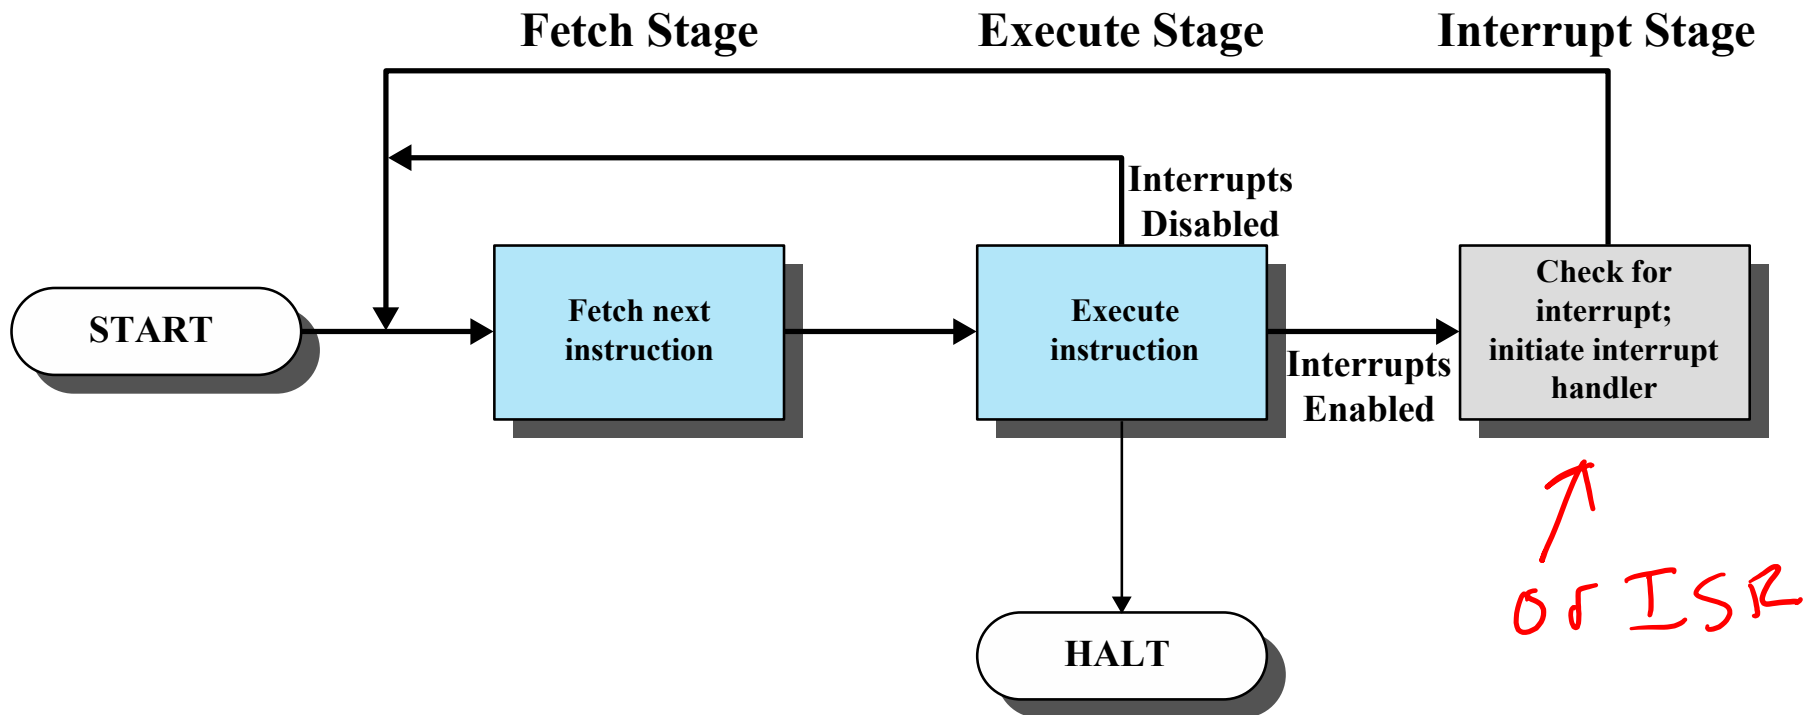 Fetch Stage
Execute Stage
Interrupt Stage
Interrupts
Disabled
START
Fetch next
instruction
Execute
instruction
Interrupts
Enabled
Check for
interrupt;
initiate interrupt
handler
or ISR
HALT